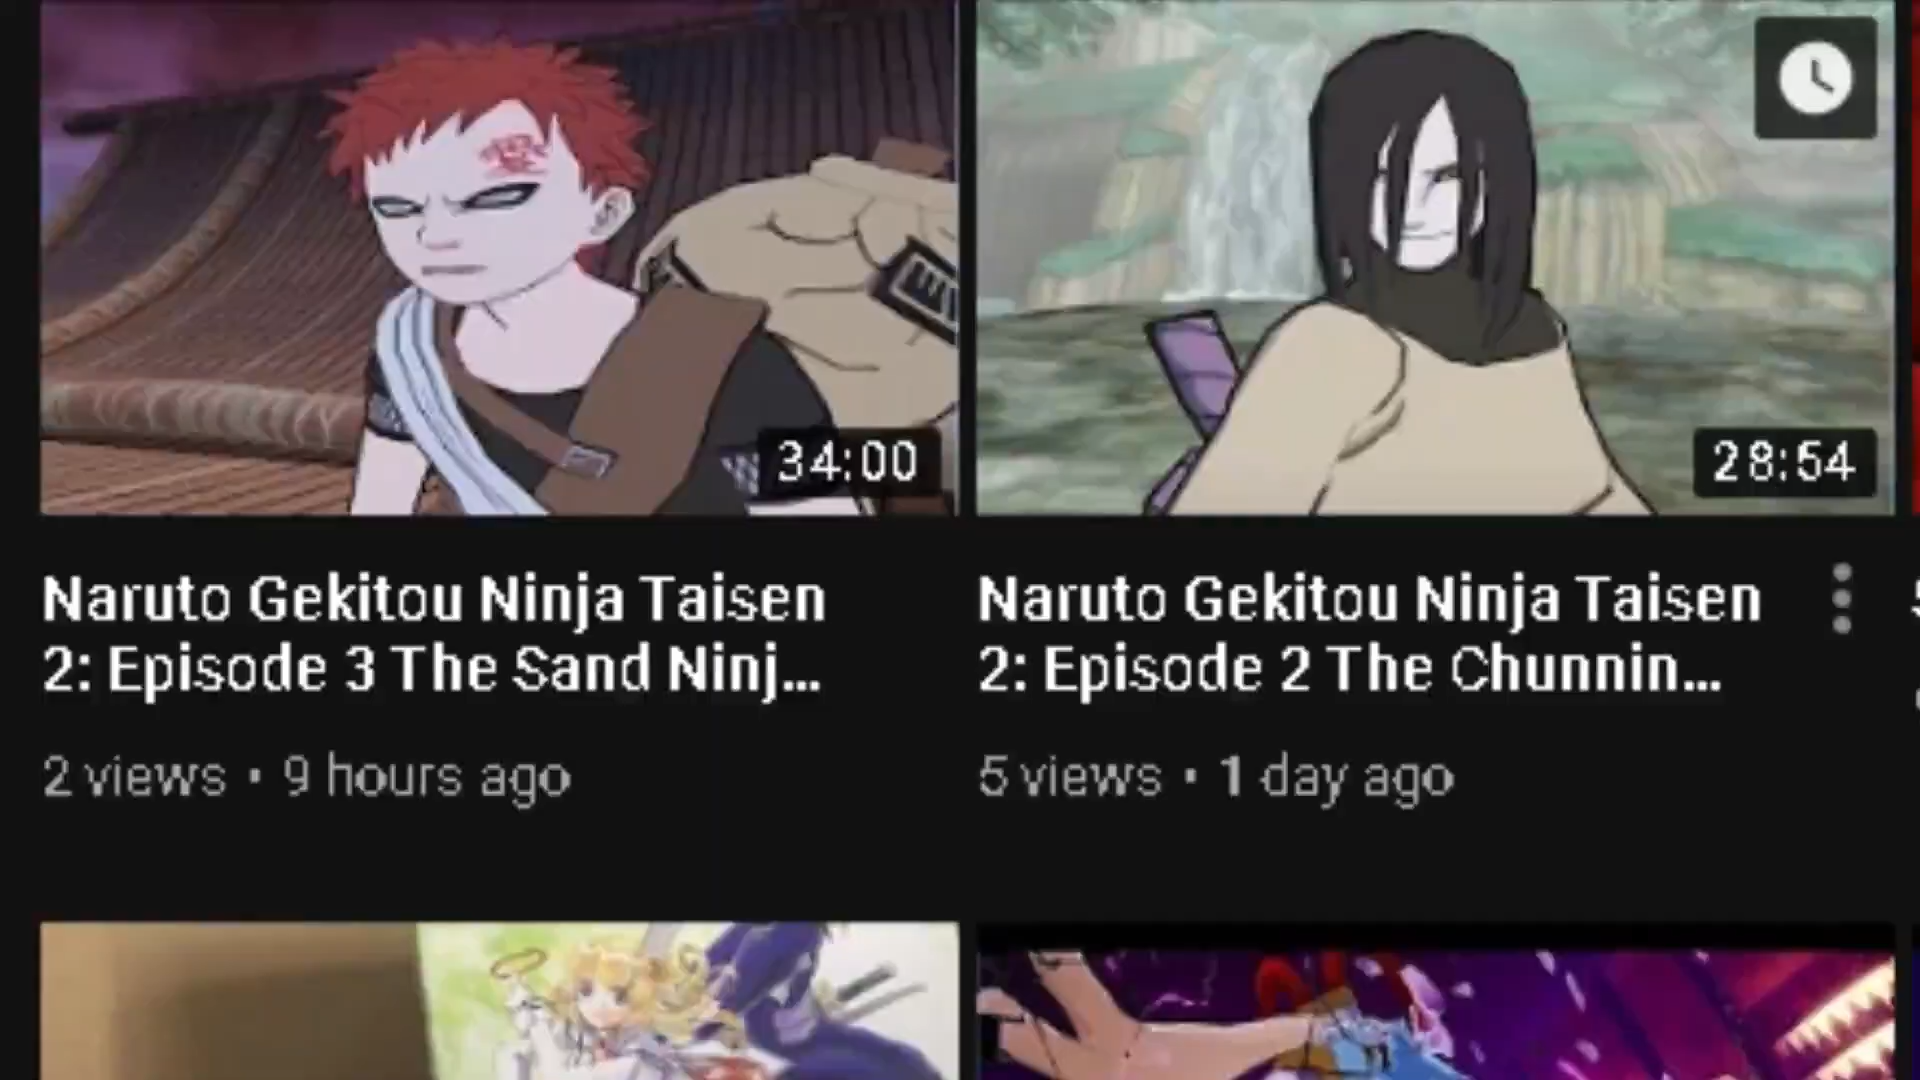 34:00
28:54
Naruto Gekitou Ninja Taisen
2: Episode 3 The Sand Ninj...
2 views • 9 hours ago
Naruto Gekitou Ninja Taisen
2: Episode 2 The Chunnin...
5 views • 1 day ago